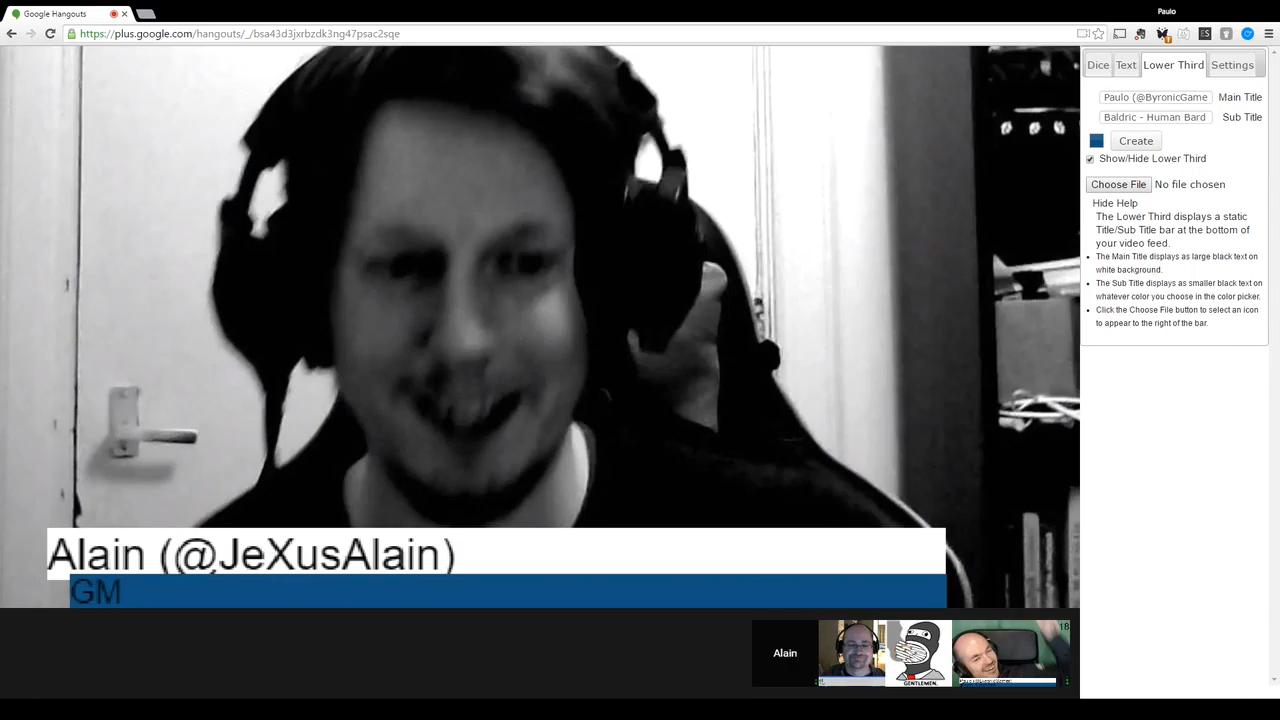 Paulo
Google Hangouts
https://plus.google.com/hangouts/_/bsa43d3jxrbzdk3ng47psac2sqe
ES
Dice Text Lower Third Settings
Paulo (@ByronicGame Main Title
Baldric - Human Bard Sub Title
Create
Show/Hide Lower Third
Choose File No file chosen
Hide Help
The Lower Third displays a static
Title/Sub Title bar at the bottom of
your video feed.
The Main Title displays as large black text on
white background.
The Sub Title displays as smaller black text on
whatever color you choose in the color picker.
Click the Choose File button to select an icon
to appear to the right of the bar.
Alain (@JeXusAlain)
GM
Alain
GENTLEMEN.
18